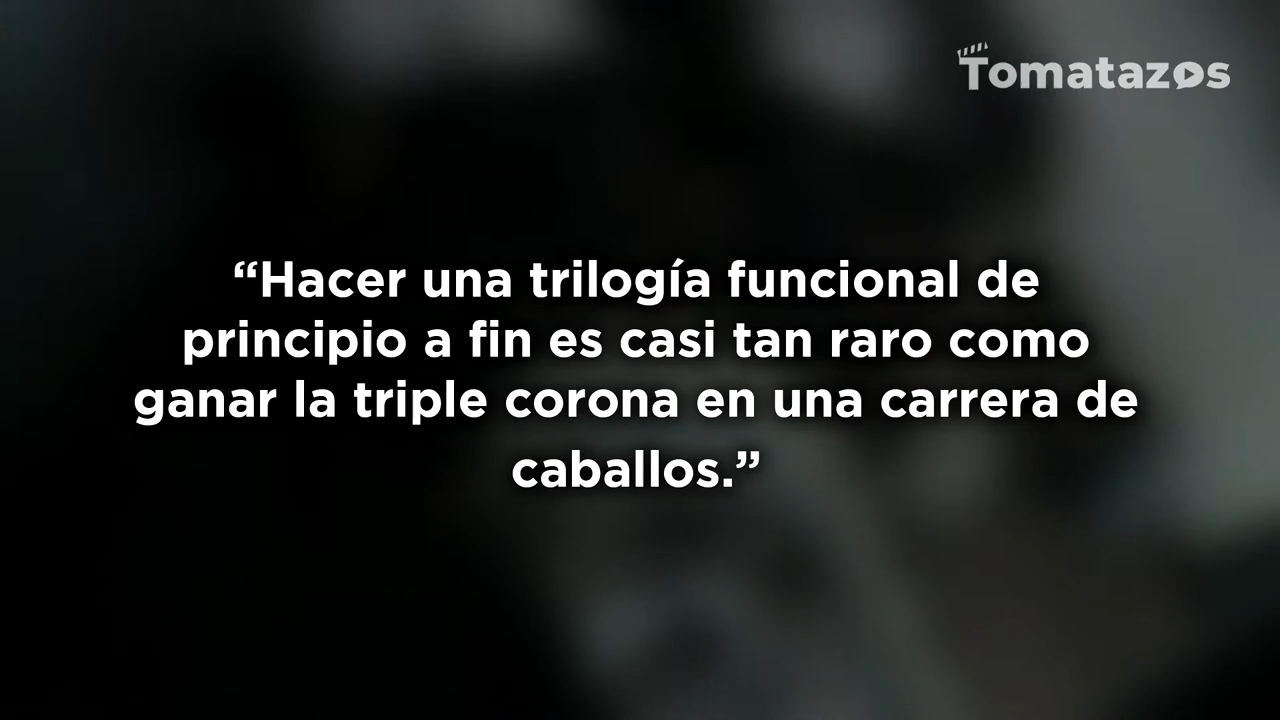 Tomatazos
“Hacer una trilogía funcional de
principio a fin es casi tan raro como
ganar la triple corona en una carrera de
caballos.”